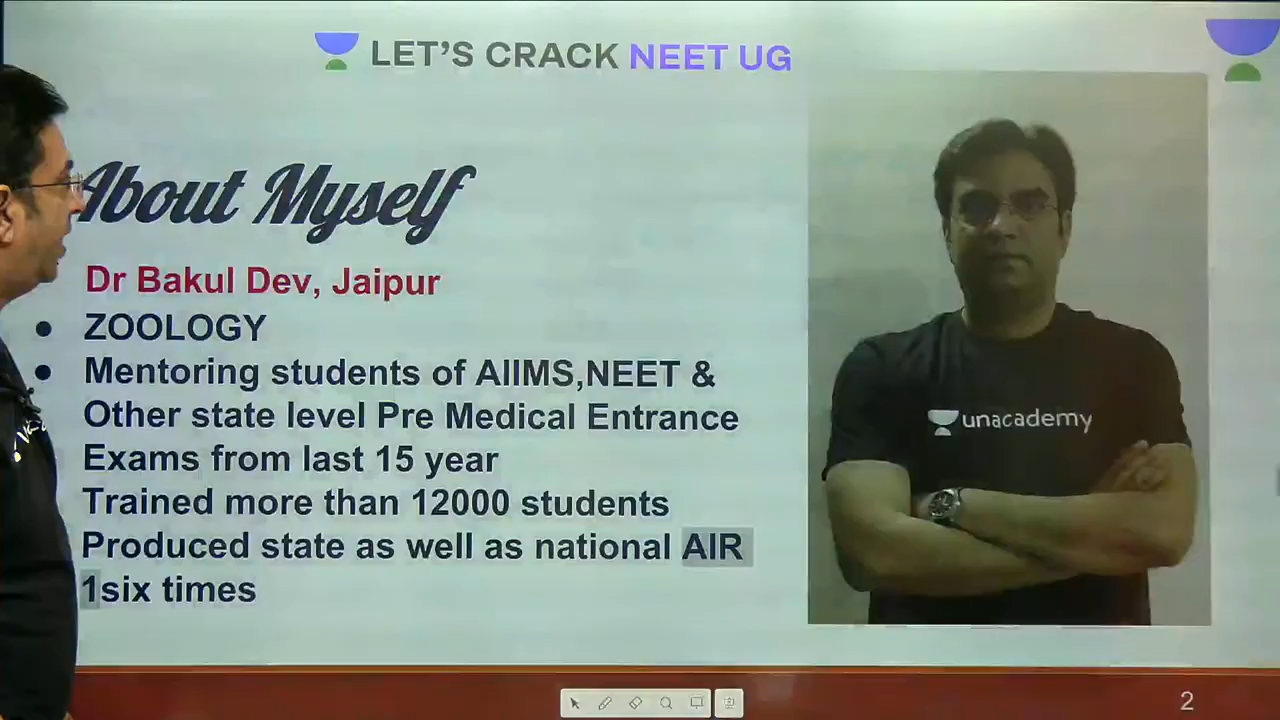 LET'S CRACK NEET UG
About Myself
Dr Bakul Dev, Jaipur
ZOOLOGY
Mentoring students of AIIMS,NEET &
Other state level Pre Medical Entrance
Exams from last 15 year
Trained more than 12000 students
Produced state as well as national AIR
1six times
unacademy
2